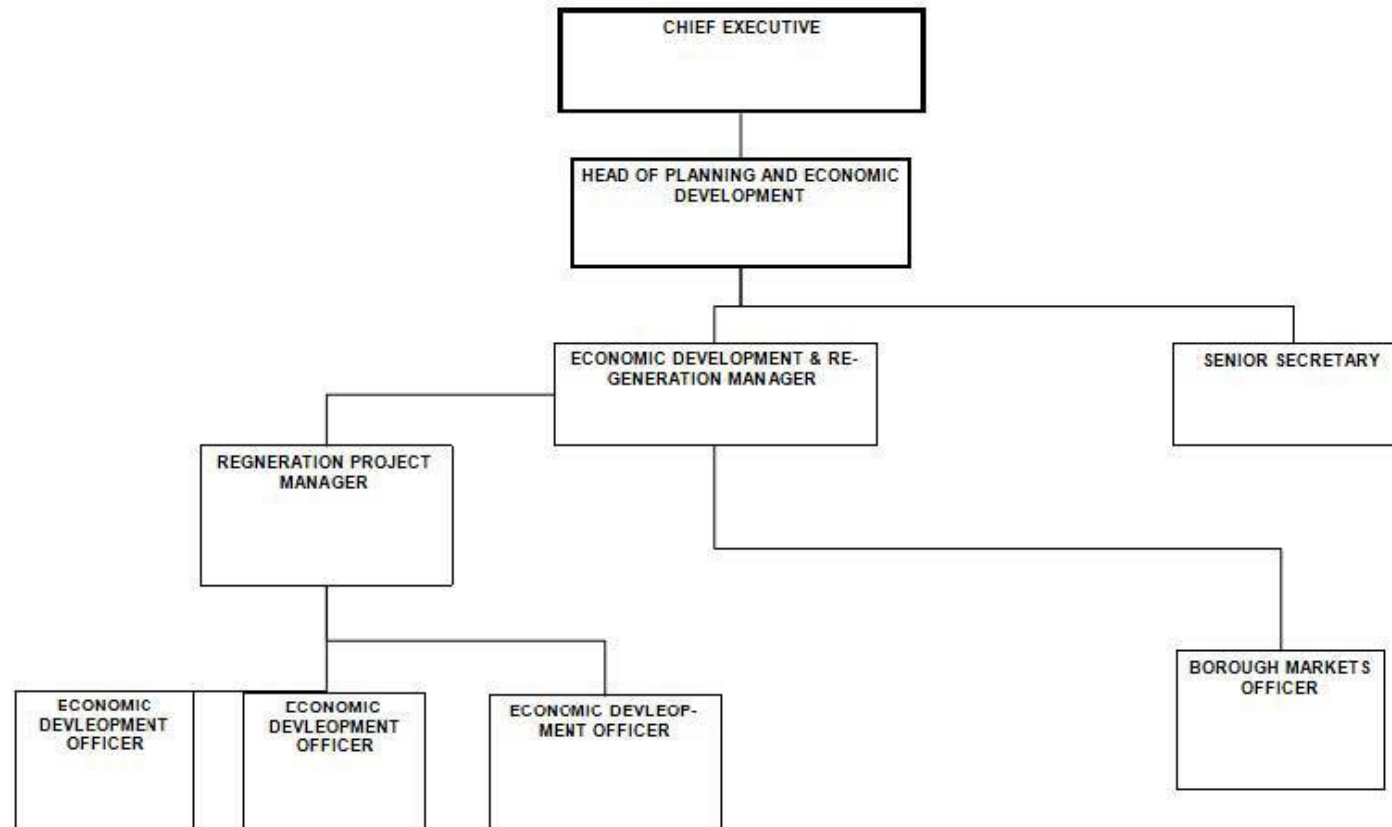 CHIEF EXECUTIVE
HEAD OF PLANNING AND ECONOMIC
DEVELOPMENT
ECONOMIC DEVELOPMENT & RE-
GENERATION MANAGER
SENIOR SECRETARY
REGNERATION PROJECT
MANAGER
BOROUGH MARKETS
OFFICER
ECONOMIC
DEVLEOPMENT
OFFICER
ECONOMIC
DEVLEOPMENT
OFFICER
ECONOMIC DEVLEOP-
MENT OFFICER